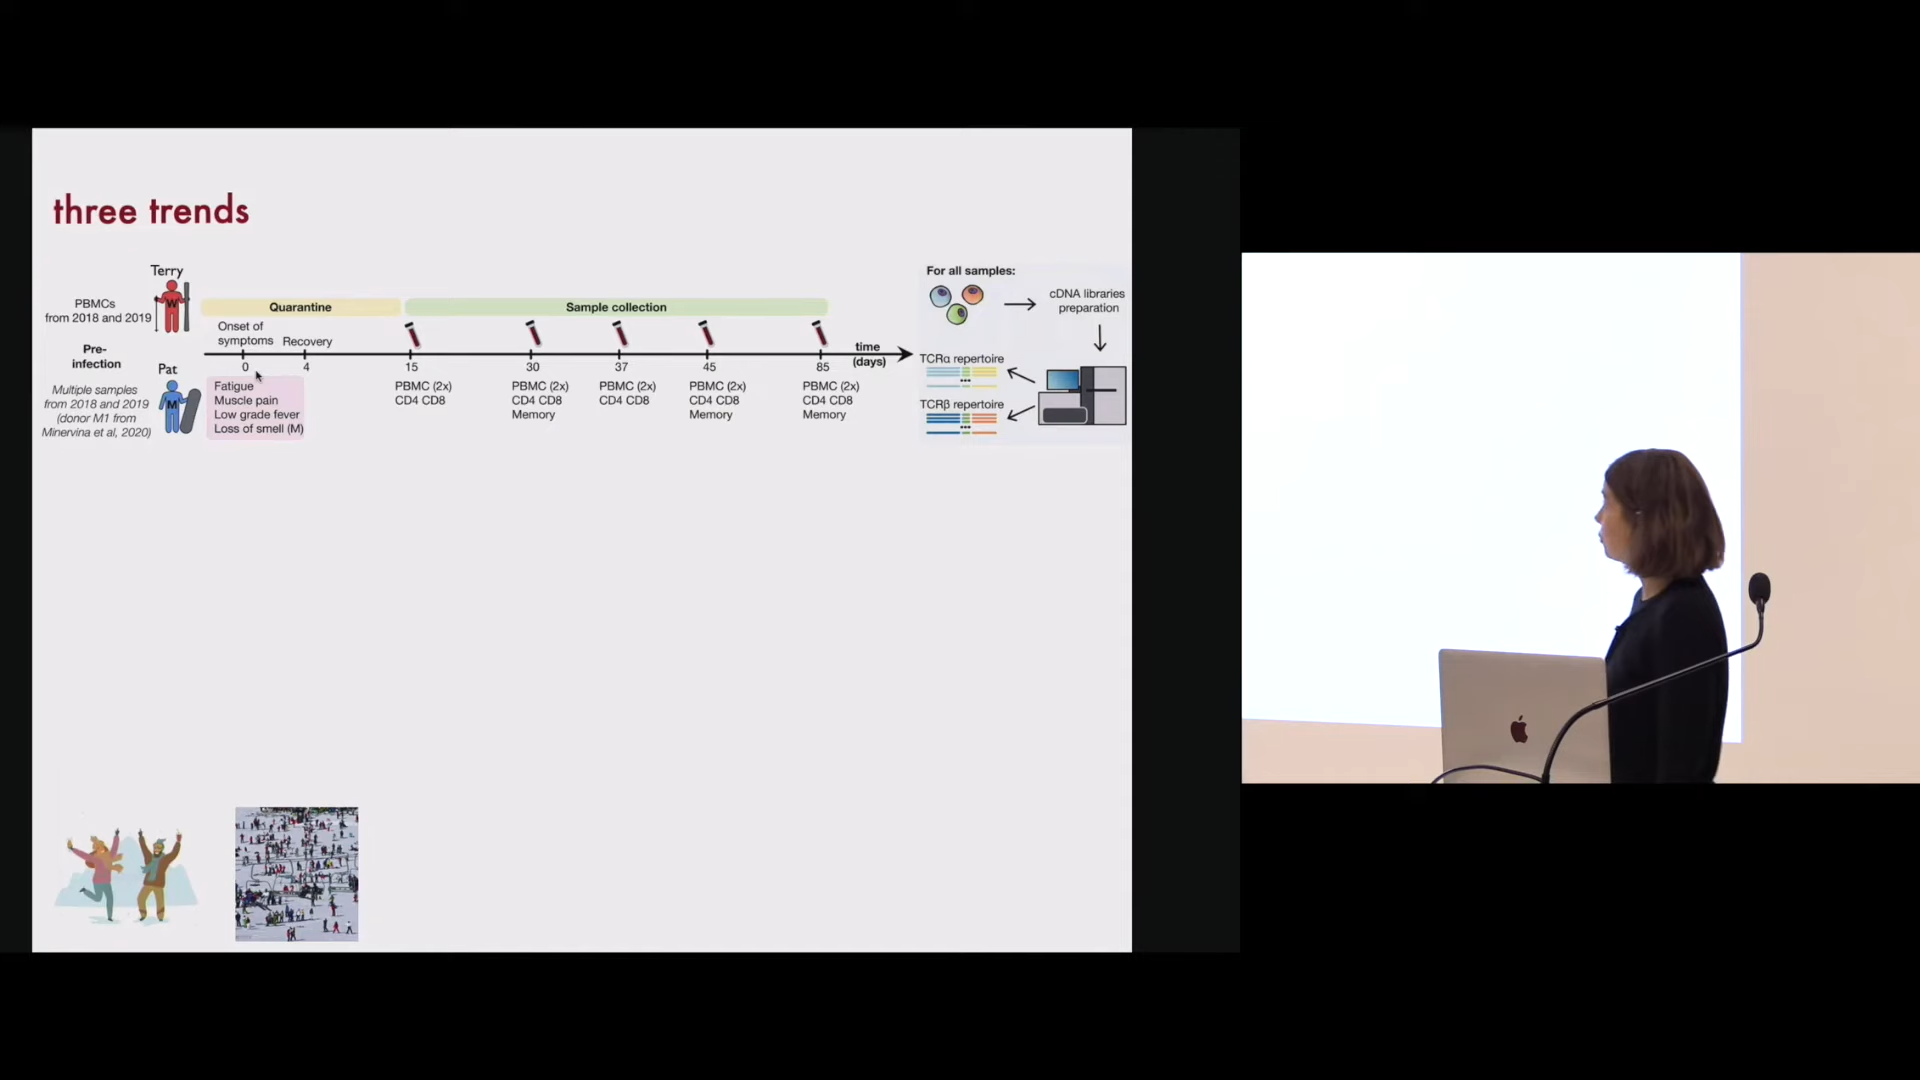 three trends
Terry
W
PBMCs
from 2018 and 2019
Pre-
infection
Pat
M
Multiple samples
from 2018 and 2019
(donor M1 from
Minervina et al, 2020)
Quarantine
Sample collection
Onset of
symptoms
Recovery
0
4
15
30
37
45
85
time
(days)
Fatigue
Muscle pain
Low grade fever
Loss of smell (M)
PBMC (2x)
CD4 CD8
PBMC (2x)
CD4 CD8
Memory
PBMC (2x)
CD4 CD8
PBMC (2x)
CD4 CD8
Memory
PBMC (2x)
CD4 CD8
Memory
For all samples:
cDNA libraries
preparation
TCRα repertoire
TCRβ repertoire